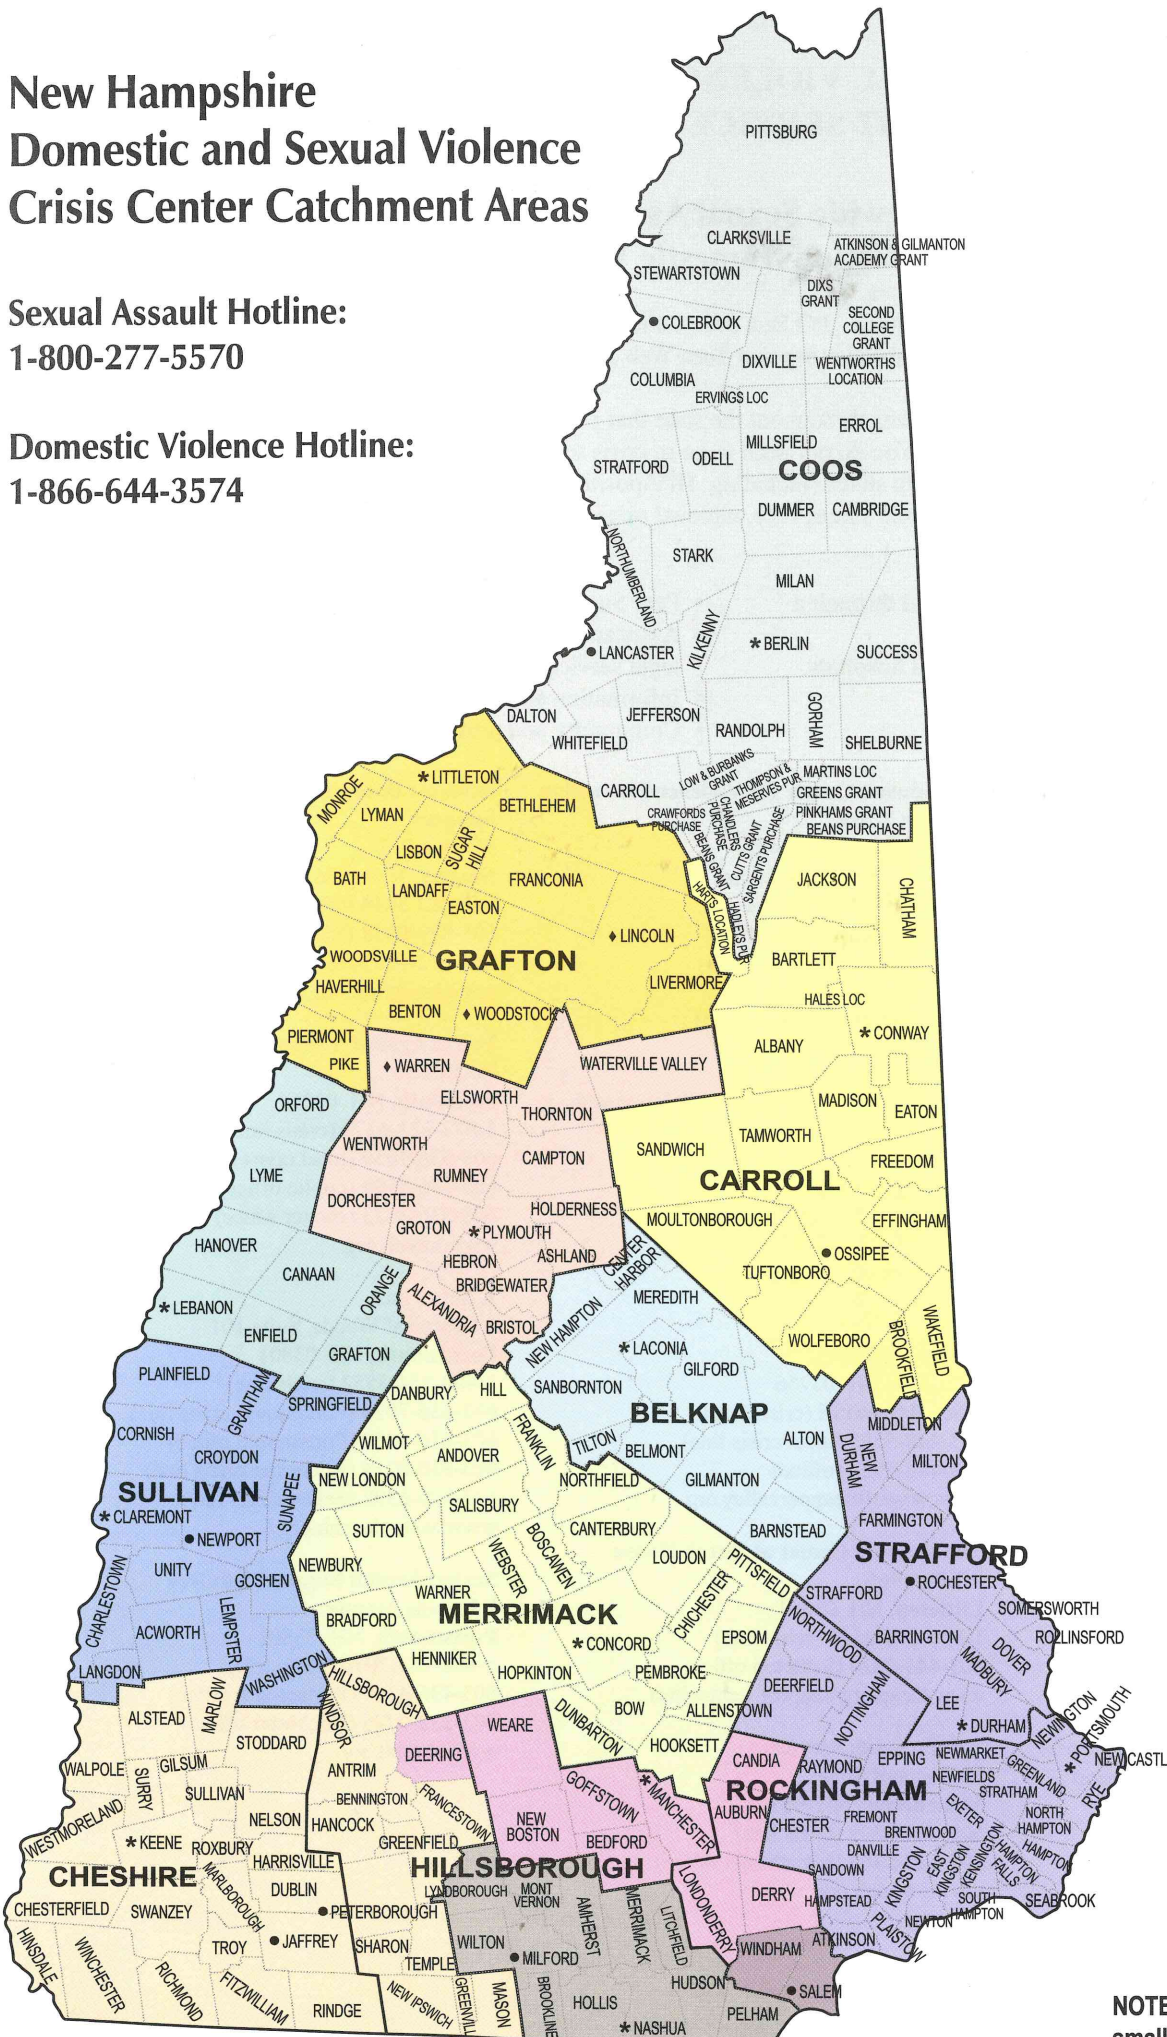 New Hampshire
Domestic and Sexual Violence
Crisis Center Catchment Areas
Sexual Assault Hotline:
1-800-277-5570
Domestic Violence Hotline:
1-866-644-3574
PITTSBURG
CLARKSVILLE
ATKINSON & GILMANTON
ACADEMY GRANT
STEWARTSTOWN
DIXS
GRANT
SECOND
COLLEGE
GRANT
• COLEBROOK
DIXVILLE
WENTWORTHS
LOCATION
COLUMBIA
ERVINGS LOC
ERROL
MILLSFIELD
STRATFORD
ODELL
COOS
DUMMER
CAMBRIDGE
NORTHUMBERLAND
STARK
MILAN
• LANCASTER
KILKENNY
* BERLIN
SUCCESS
DALTON
JEFFERSON
GORHAM
RANDOLPH
WHITEFIELD
SHELBURNE
LOW & BURBANKS
GRANT
THOMPSON &
MESERVES PUR
MARTINS LOC
GREENS GRANT
CARROLL
CRAWFORDS
PURCHASE
CHANDLERS
PURCHASE
PINKHAMS GRANT
BEANS PURCHASE
BEANS GRANT
CUTTS GRANT
SARGENTS PURCHASE
HADLEYS PUR
HARTS LOCATION
* LITTLETON
MONROE
LYMAN
BETHLEHEM
LISBON
SUGAR
HILL
BATH
LANDAFF
FRANCONIA
EASTON
♦ LINCOLN
WOODSVILLE
GRAFTON
HAVERHILL
LIVERMORE
BENTON
♦ WOODSTOCK
PIERMONT
PIKE
JACKSON
CHATHAM
BARTLETT
HALES LOC
* CONWAY
ALBANY
MADISON
EATON
TAMWORTH
SANDWICH
FREEDOM
CARROLL
MOULTONBOROUGH
EFFINGHAM
• OSSIPEE
TUFTONBORO
WOLFEBORO
BROOKFIELD
WAKEFIELD
♦ WARREN
WATERVILLE VALLEY
ELLSWORTH
THORNTON
WENTWORTH
CAMPTON
RUMNEY
DORCHESTER
HOLDERNESS
GROTON
* PLYMOUTH
HEBRON
ASHLAND
BRIDGEWATER
ALEXANDRIA
BRISTOL
ORFORD
LYME
HANOVER
CANAAN
ORANGE
* LEBANON
ENFIELD
GRAFTON
CENTER
HARBOR
MEREDITH
NEW HAMPTON
* LACONIA
GILFORD
SANBORNTON
BELKNAP
TILTON
BELMONT
ALTON
GILMANTON
BARNSTEAD
PLAINFIELD
GRANTHAM
SPRINGFIELD
CORNISH
CROYDON
SULLIVAN
SUNAPEE
* CLAREMONT
• NEWPORT
UNITY
GOSHEN
CHARLESTOWN
LEMPSTER
ACWORTH
LANGDON
WASHINGTON
DANBURY
HILL
WILMOT
FRANKLIN
ANDOVER
NEW LONDON
NORTHFIELD
SALISBURY
SUTTON
CANTERBURY
BOSCAWEN
NEWBURY
WEBSTER
LOUDON
PITTSFIELD
WARNER
MERRIMACK
CHICHESTER
BRADFORD
EPSOM
* CONCORD
HENNIKER
HOPKINTON
PEMBROKE
BOW
ALLENSTOWN
DUNBARTON
HOOKSETT
MIDDLETON
NEW
DURHAM
MILTON
FARMINGTON
STRAFFORD
STRAFFORD
• ROCHESTER
SOMERSWORTH
ROLLINSFORD
BARRINGTON
DOVER
MADBURY
LEE
* DURHAM
NORTHWOOD
DEERFIELD
NOTTINGHAM
NEWINGTON
* PORTSMOUTH
NEWCASTL
RAYMOND
EPPING
NEWMARKET
GREENLAND
NEWFIELDS
STRATHAM
RYE
ROCKINGHAM
EXETER
NORTH
HAMPTON
CHESTER
FREMONT
BRENTWOOD
DANVILLE
KENSINGTON
HAMPTON
HAMPTON
FALLS
EAST
KINGSTON
KINGSTON
SANDOWN
HAMPSTEAD
SOUTH
HAMPTON
SEABROOK
NEWTON
PLAISTOW
ATKINSON
WINDHAM
• SALEM
CANDIA
AUBURN
DERRY
LONDONDERRY
WEARE
DEERING
GOFFSTOWN
* MANCHESTER
NEW
BOSTON
BEDFORD
HILLSBOROUGH
HILLSBOROUGH
WINDSOR
ANTRIM
BENNINGTON
FRANCESTOWN
HANCOCK
GREENFIELD
• PETERBOROUGH
SHARON
TEMPLE
NEW IPSWICH
GREENVILL
MASON
LYNDBOROUGH
MONT
VERNON
AMHERST
MERRIMACK
LITCHFIELD
WILTON
• MILFORD
HUDSON
BROOKLINE
HOLLIS
* NASHUA
PELHAM
ALSTEAD
MARLOW
STODDARD
WALPOLE
SURRY
GILSUM
SULLIVAN
NELSON
WESTMORELAND
* KEENE
ROXBURY
HARRISVILLE
CHESHIRE
MARLBOROUGH
DUBLIN
CHESTERFIELD
SWANZEY
TROY
• JAFFREY
HINSDALE
WINCHESTER
RICHMOND
FITZWILLIAM
RINDGE
NOTE